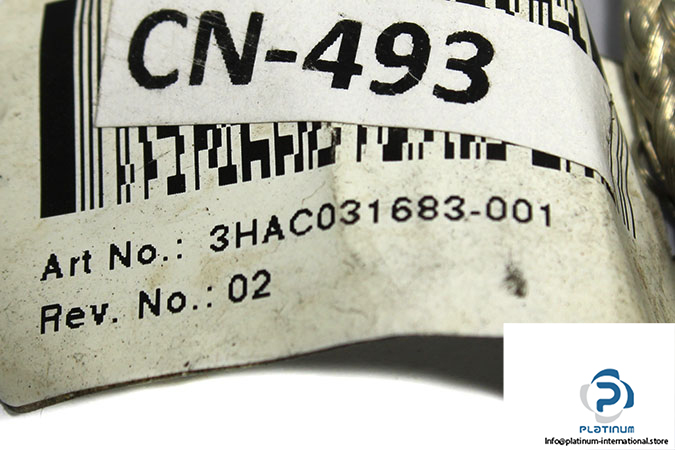 CN-493
Art No.: 3HAC031683-001
Rev. No.: 02
PLATINUM
Info@platinum-international.store